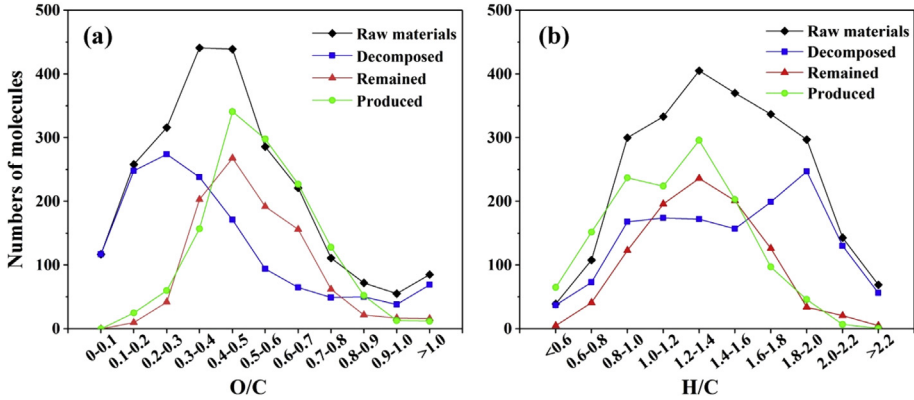 (a)
Raw materials
Decomposed
Remained
Produced
Numbers of molecules
500
400
300
200
100
0
0-0.1
0.1-0.2
0.2-0.3
0.3-0.4
0.4-0.5
0.5-0.6
0.6-0.7
0.7-0.8
0.8-0.9
0.9-1.0
>1.0
O/C
(b)
Raw materials
Decomposed
Remained
Produced
500
400
300
200
100
0
<0.6
0.6-0.8
0.8-1.0
1.0-1.2
1.2-1.4
1.4-1.6
1.6-1.8
1.8-2.0
2.0-2.2
>2.2
H/C